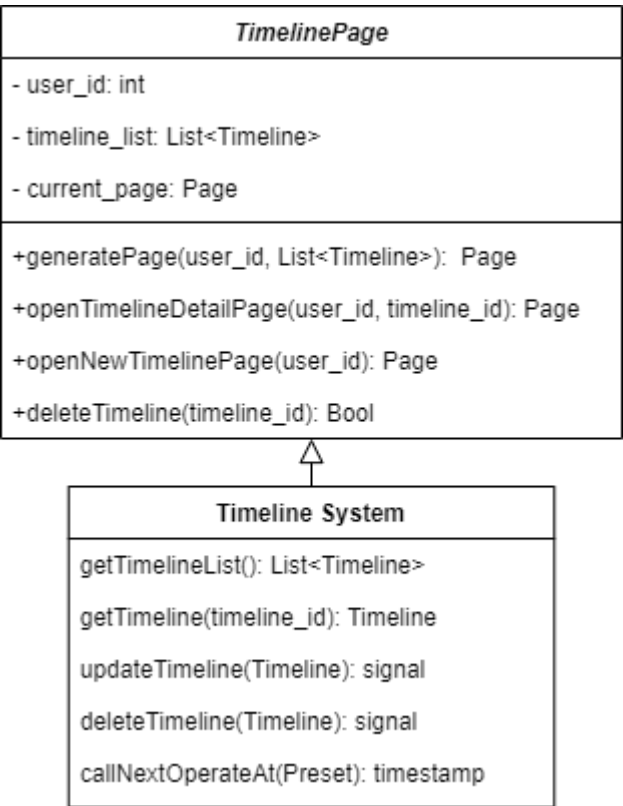 TimelinePage
- user_id: int
- timeline_list: List<Timeline>
- current_page: Page
+generatePage(user_id, List<Timeline>):  Page
+openTimelineDetailPage(user_id, timeline_id): Page
+openNewTimelinePage(user_id): Page
+deleteTimeline(timeline_id): Bool
Timeline System
getTimelineList(): List<Timeline>
getTimeline(timeline_id): Timeline
updateTimeline(Timeline): signal
deleteTimeline(Timeline): signal
callNextOperateAt(Preset): timestamp